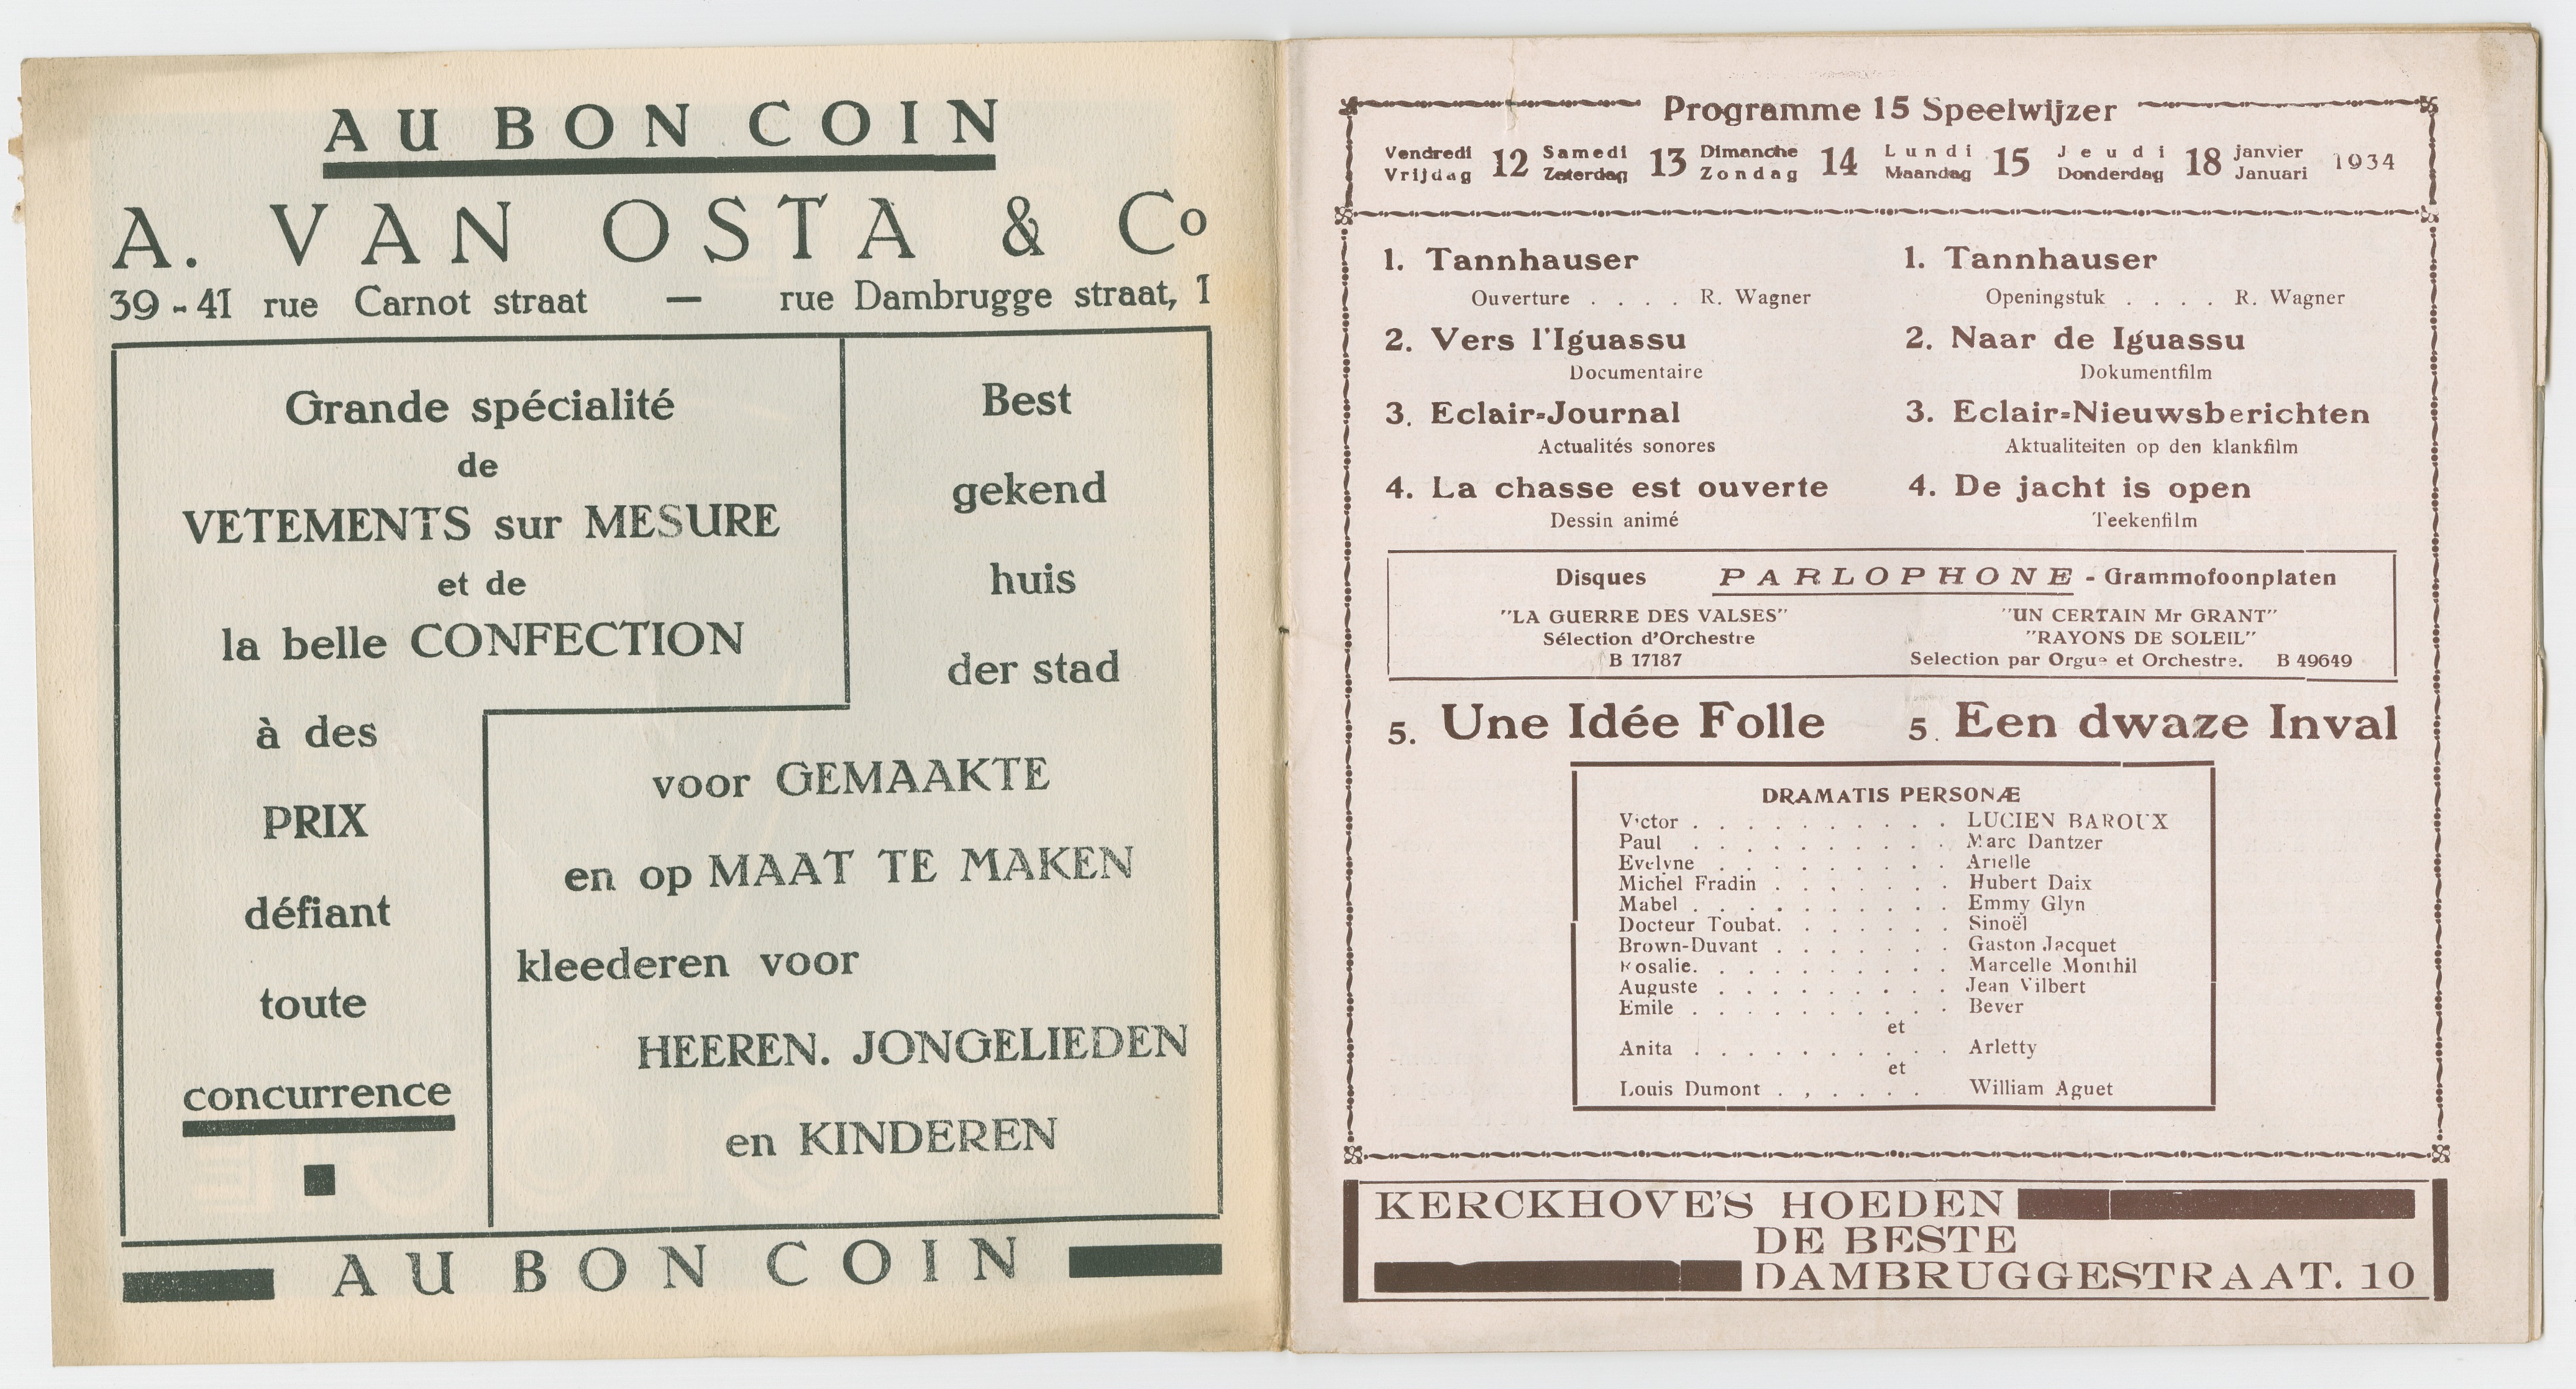 AU BON COIN
A. VAN OSTA & Co
39-41 rue Carnot straat — rue Dambrugge straat, 1
Grande spécialité
de
VETEMENTS sur MESURE
et de
la belle CONFECTION
à des
PRIX
défiant
toute
concurrence
Best
gekend
huis
der stad
voor GEMAAKTE
en op MAAT TE MAKEN
kleederen voor
HEEREN. JONGELIEDEN
en KINDEREN
AU BON COIN
Programme 15 Speelwijzer
Vendredi 12 Samedi 13 Dimanche 14 Lundi 15 Jeudi 18 janvier 1934
Vrijdag Zaterdag Zondag Maandag Donderdag Januari
1. Tannhauser
Ouverture . . . . R. Wagner
2. Vers l'Iguassu
Documentaire
3. Eclair=Journal
Actualités sonores
4. La chasse est ouverte
Dessin animé
1. Tannhauser
Openingstuk . . . . R. Wagner
2. Naar de Iguassu
Dokumentfilm
3. Eclair=Nieuwsberichten
Aktualiteiten op den klankfilm
4. De jacht is open
Teekenfilm
Disques PARLOPHONE - Grammofoonplaten
"LA GUERRE DES VALSES"
Sélection d'Orchestre
B 17187
"UN CERTAIN Mr GRANT"
"RAYONS DE SOLEIL"
Selection par Orgue et Orchestre. B 49649
5. Une Idée Folle
5. Een dwaze Inval
DRAMATIS PERSONÆ
Victor . . . . . . . . . . LUCIEN BAROUX
Paul . . . . . . . . . . Marc Dantzer
Evelyne . . . . . . . . . Arielle
Michel Fradin . . . . . . . Hubert Daix
Mabel . . . . . . . . . . Emmy Glyn
Docteur Toubat. . . . . . . Sinoël
Brown-Duvant . . . . . . . Gaston Jacquet
Rosalie. . . . . . . . . . Marcelle Monthil
Auguste . . . . . . . . . Jean Vilbert
Emile . . . . . . . . . . Bever
et
Anita . . . . . . . . . . Arletty
et
Louis Dumont . , . . . . William Aguet
KERCKHOVE'S HOEDEN
DE BESTE
DAMBRUGGESTRAAT. 10